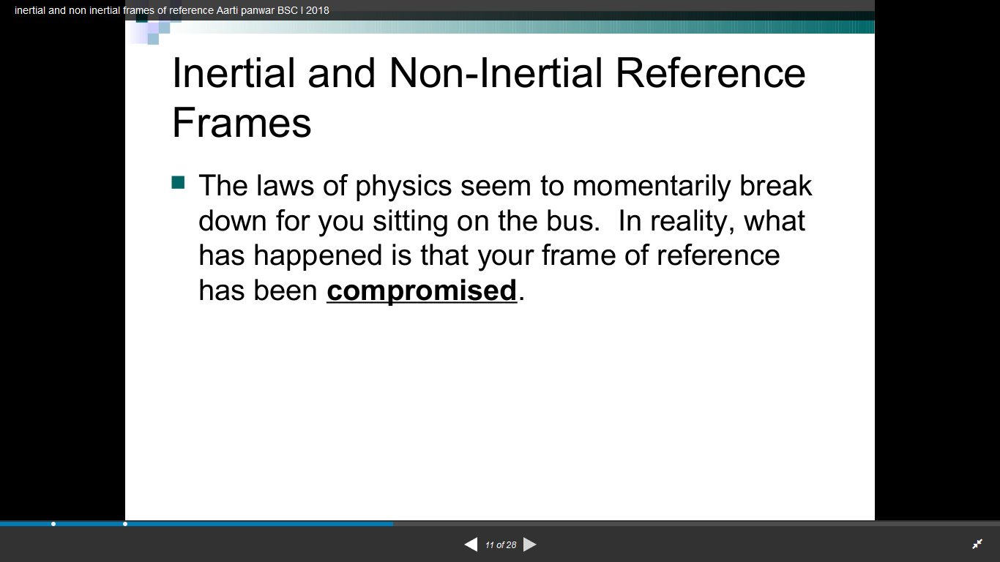 inertial and non inertial frames of reference Aarti panwar BSC I 2018
Inertial and Non-Inertial Reference
Frames
The laws of physics seem to momentarily break
down for you sitting on the bus.  In reality, what
has happened is that your frame of reference
has been compromised.
11 of 28